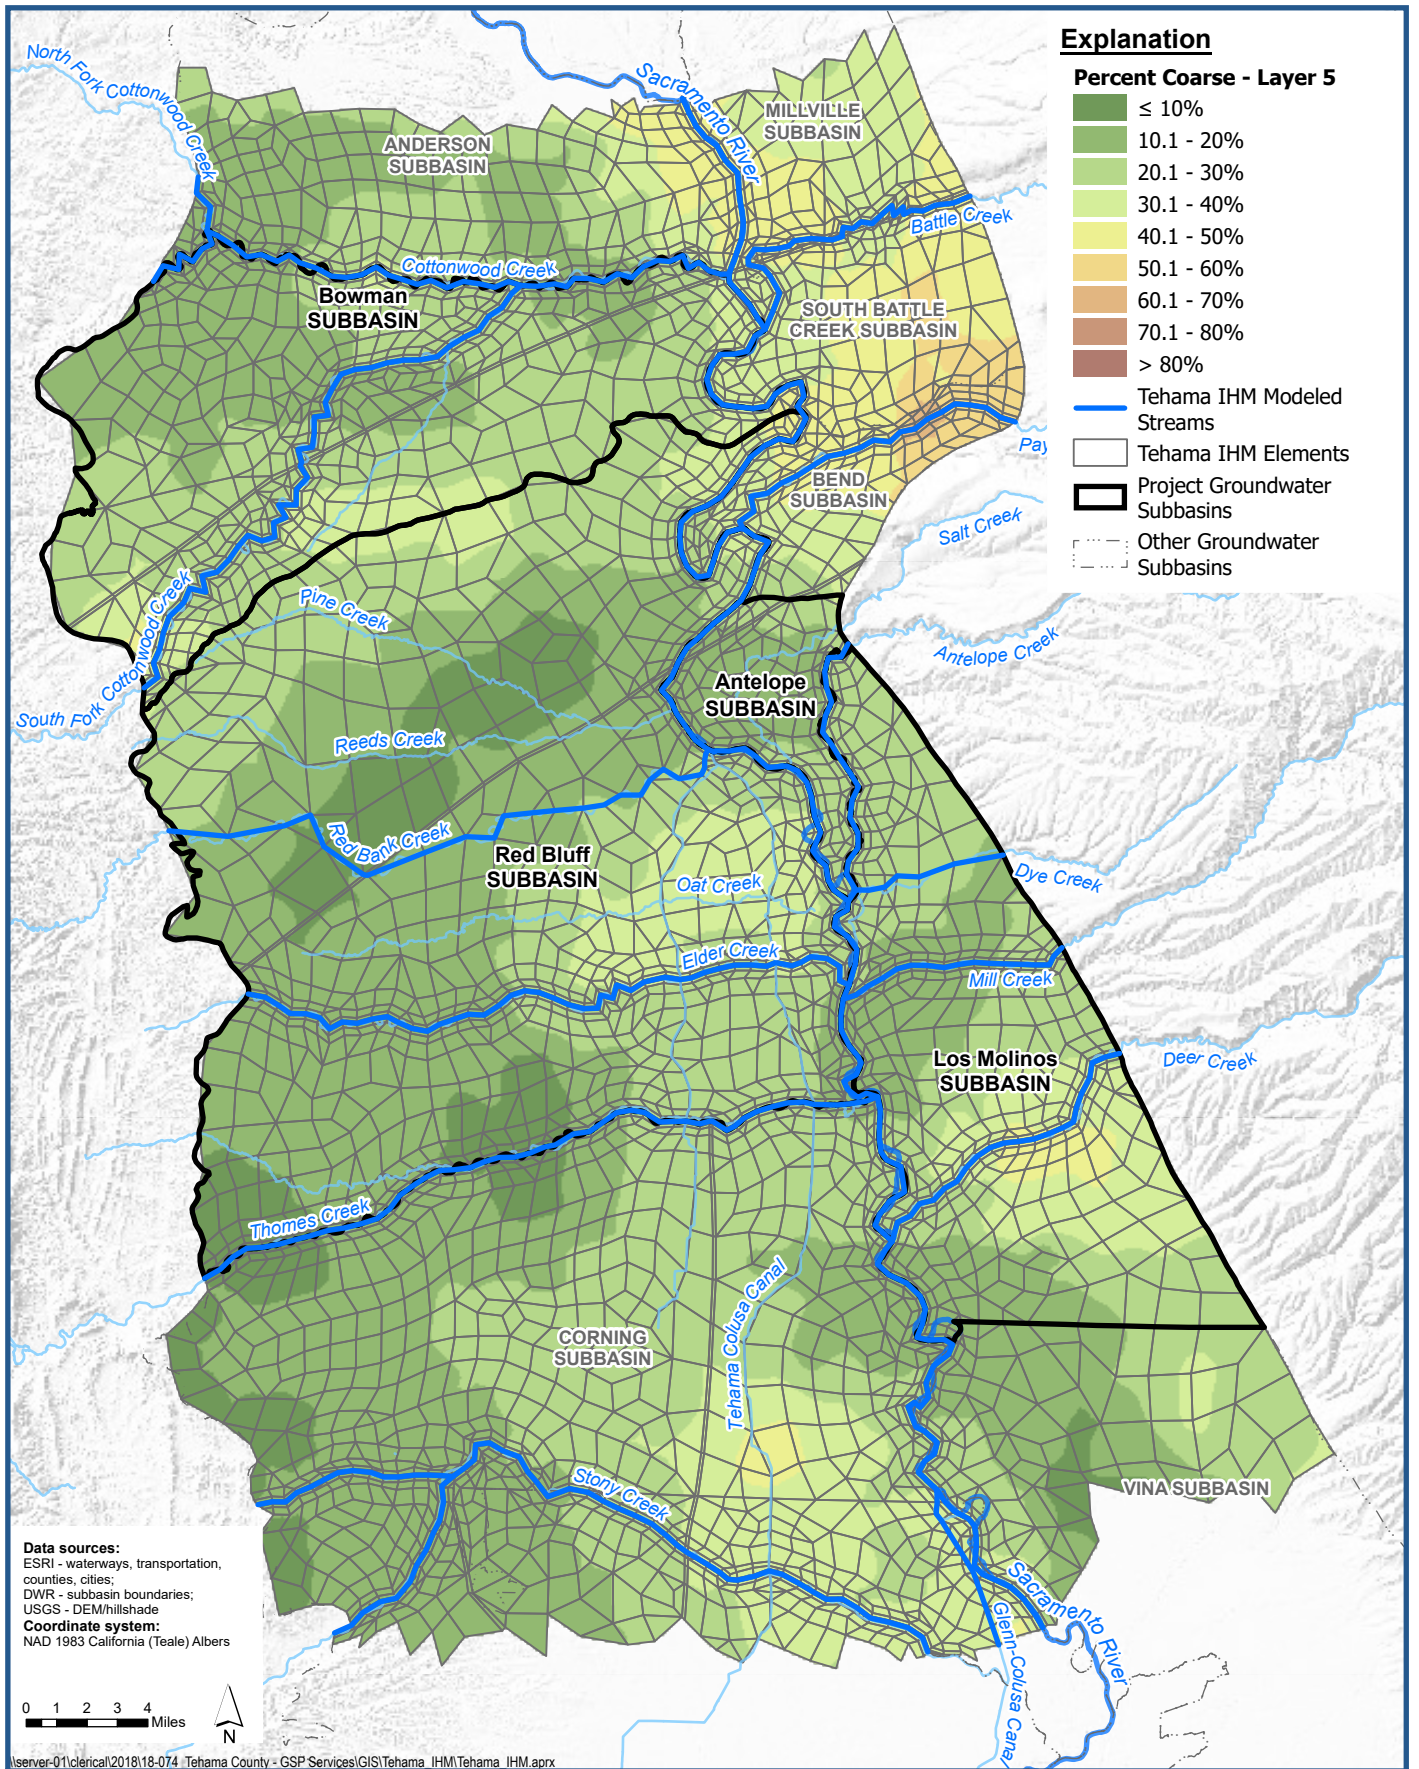 Explanation
Percent Coarse - Layer 5
≤ 10%
10.1 - 20%
20.1 - 30%
30.1 - 40%
40.1 - 50%
50.1 - 60%
60.1 - 70%
70.1 - 80%
> 80%
Tehama IHM Modeled
Streams
Tehama IHM Elements
Project Groundwater
Subbasins
Other Groundwater
Subbasins
North Fork Cottonwood Creek
Sacramento River
MILLVILLE
SUBBASIN
ANDERSON
SUBBASIN
Battle Creek
Cottonwood Creek
Bowman
SUBBASIN
SOUTH BATTLE
CREEK SUBBASIN
Pay
BEND
SUBBASIN
Salt Creek
Pine Creek
Antelope Creek
South Fork Cottonwood Creek
Antelope
SUBBASIN
Reeds Creek
Red Bank Creek
Red Bluff
SUBBASIN
Oat Creek
Dye Creek
Elder Creek
Mill Creek
Los Molinos
SUBBASIN
Deer Creek
Thomes Creek
Tehama Colusa Canal
CORNING
SUBBASIN
Stony Creek
VINA SUBBASIN
Sacramento River
Glenn-Colusa Canal
Data sources:
ESRI - waterways, transportation,
counties, cities;
DWR - subbasin boundaries;
USGS - DEM/hillshade
Coordinate system:
NAD 1983 California (Teale) Albers
0 1 2 3 4
Miles
N
\\server-01\clerical\2018\18-074_Tehama County - GSP Services\GIS\Tehama_IHM\Tehama_IHM.aprx